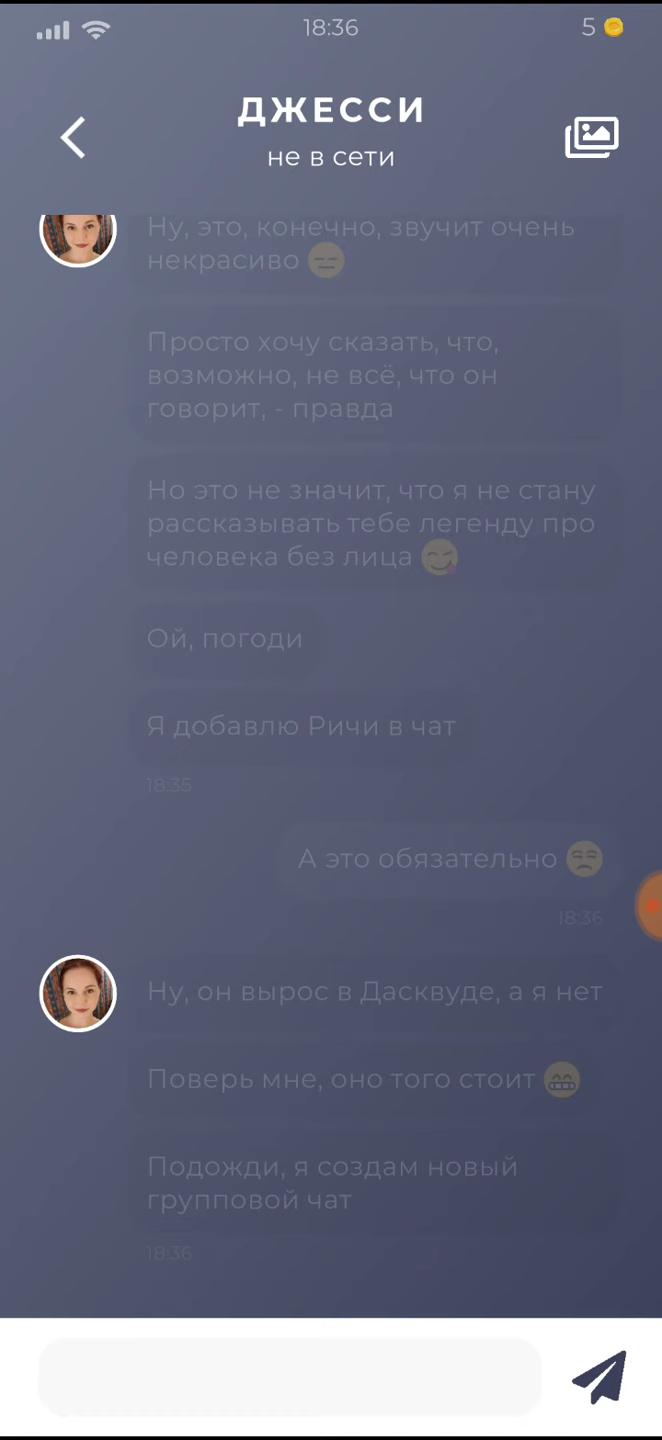 18:36
5
ДЖЕССИ
не в сети
Ну, это, конечно, звучит очень
некрасиво 😑
Просто хочу сказать, что,
возможно, не всё, что он
говорит, - правда
Но это не значит, что я не стану
рассказывать тебе легенду про
человека без лица 😋
Ой, погоди
Я добавлю Ричи в чат
18:35
А это обязательно 😒
18:36
Ну, он вырос в Дасквуде, а я нет
Поверь мне, оно того стоит 😁
Подожди, я создам новый
групповой чат
18:36